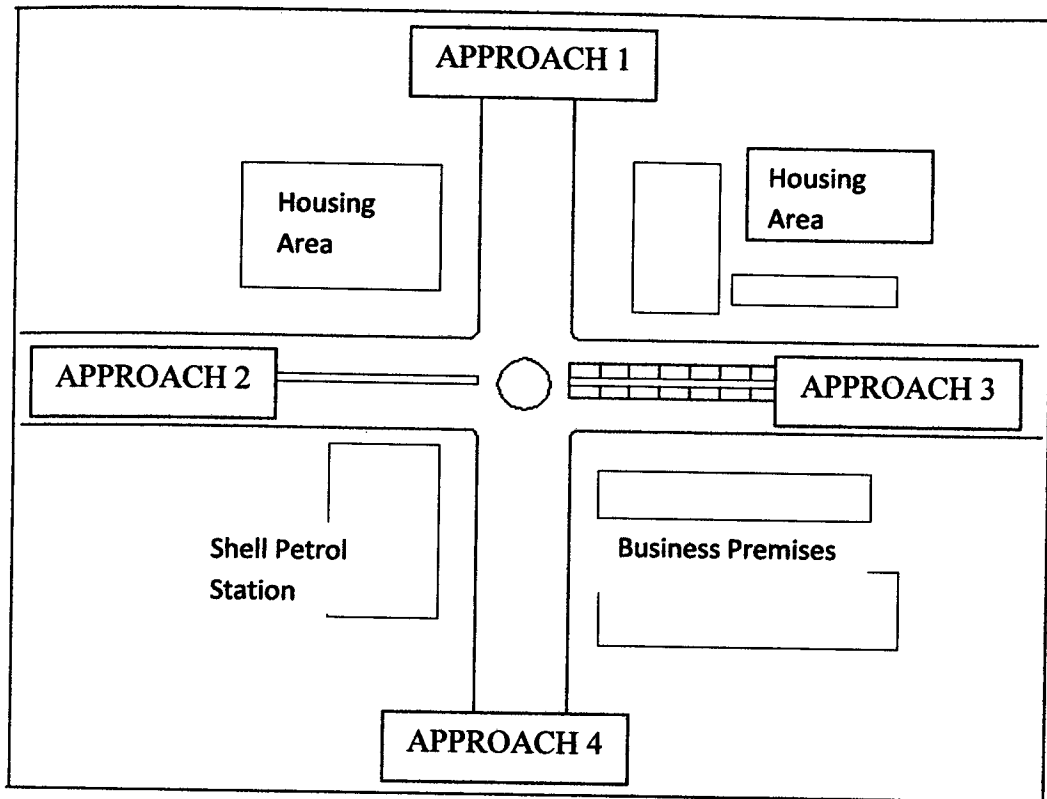 APPROACH 1
Housing
Area
Housing
Area
APPROACH 2
APPROACH 3
Shell Petrol
Station
Business Premises
APPROACH 4